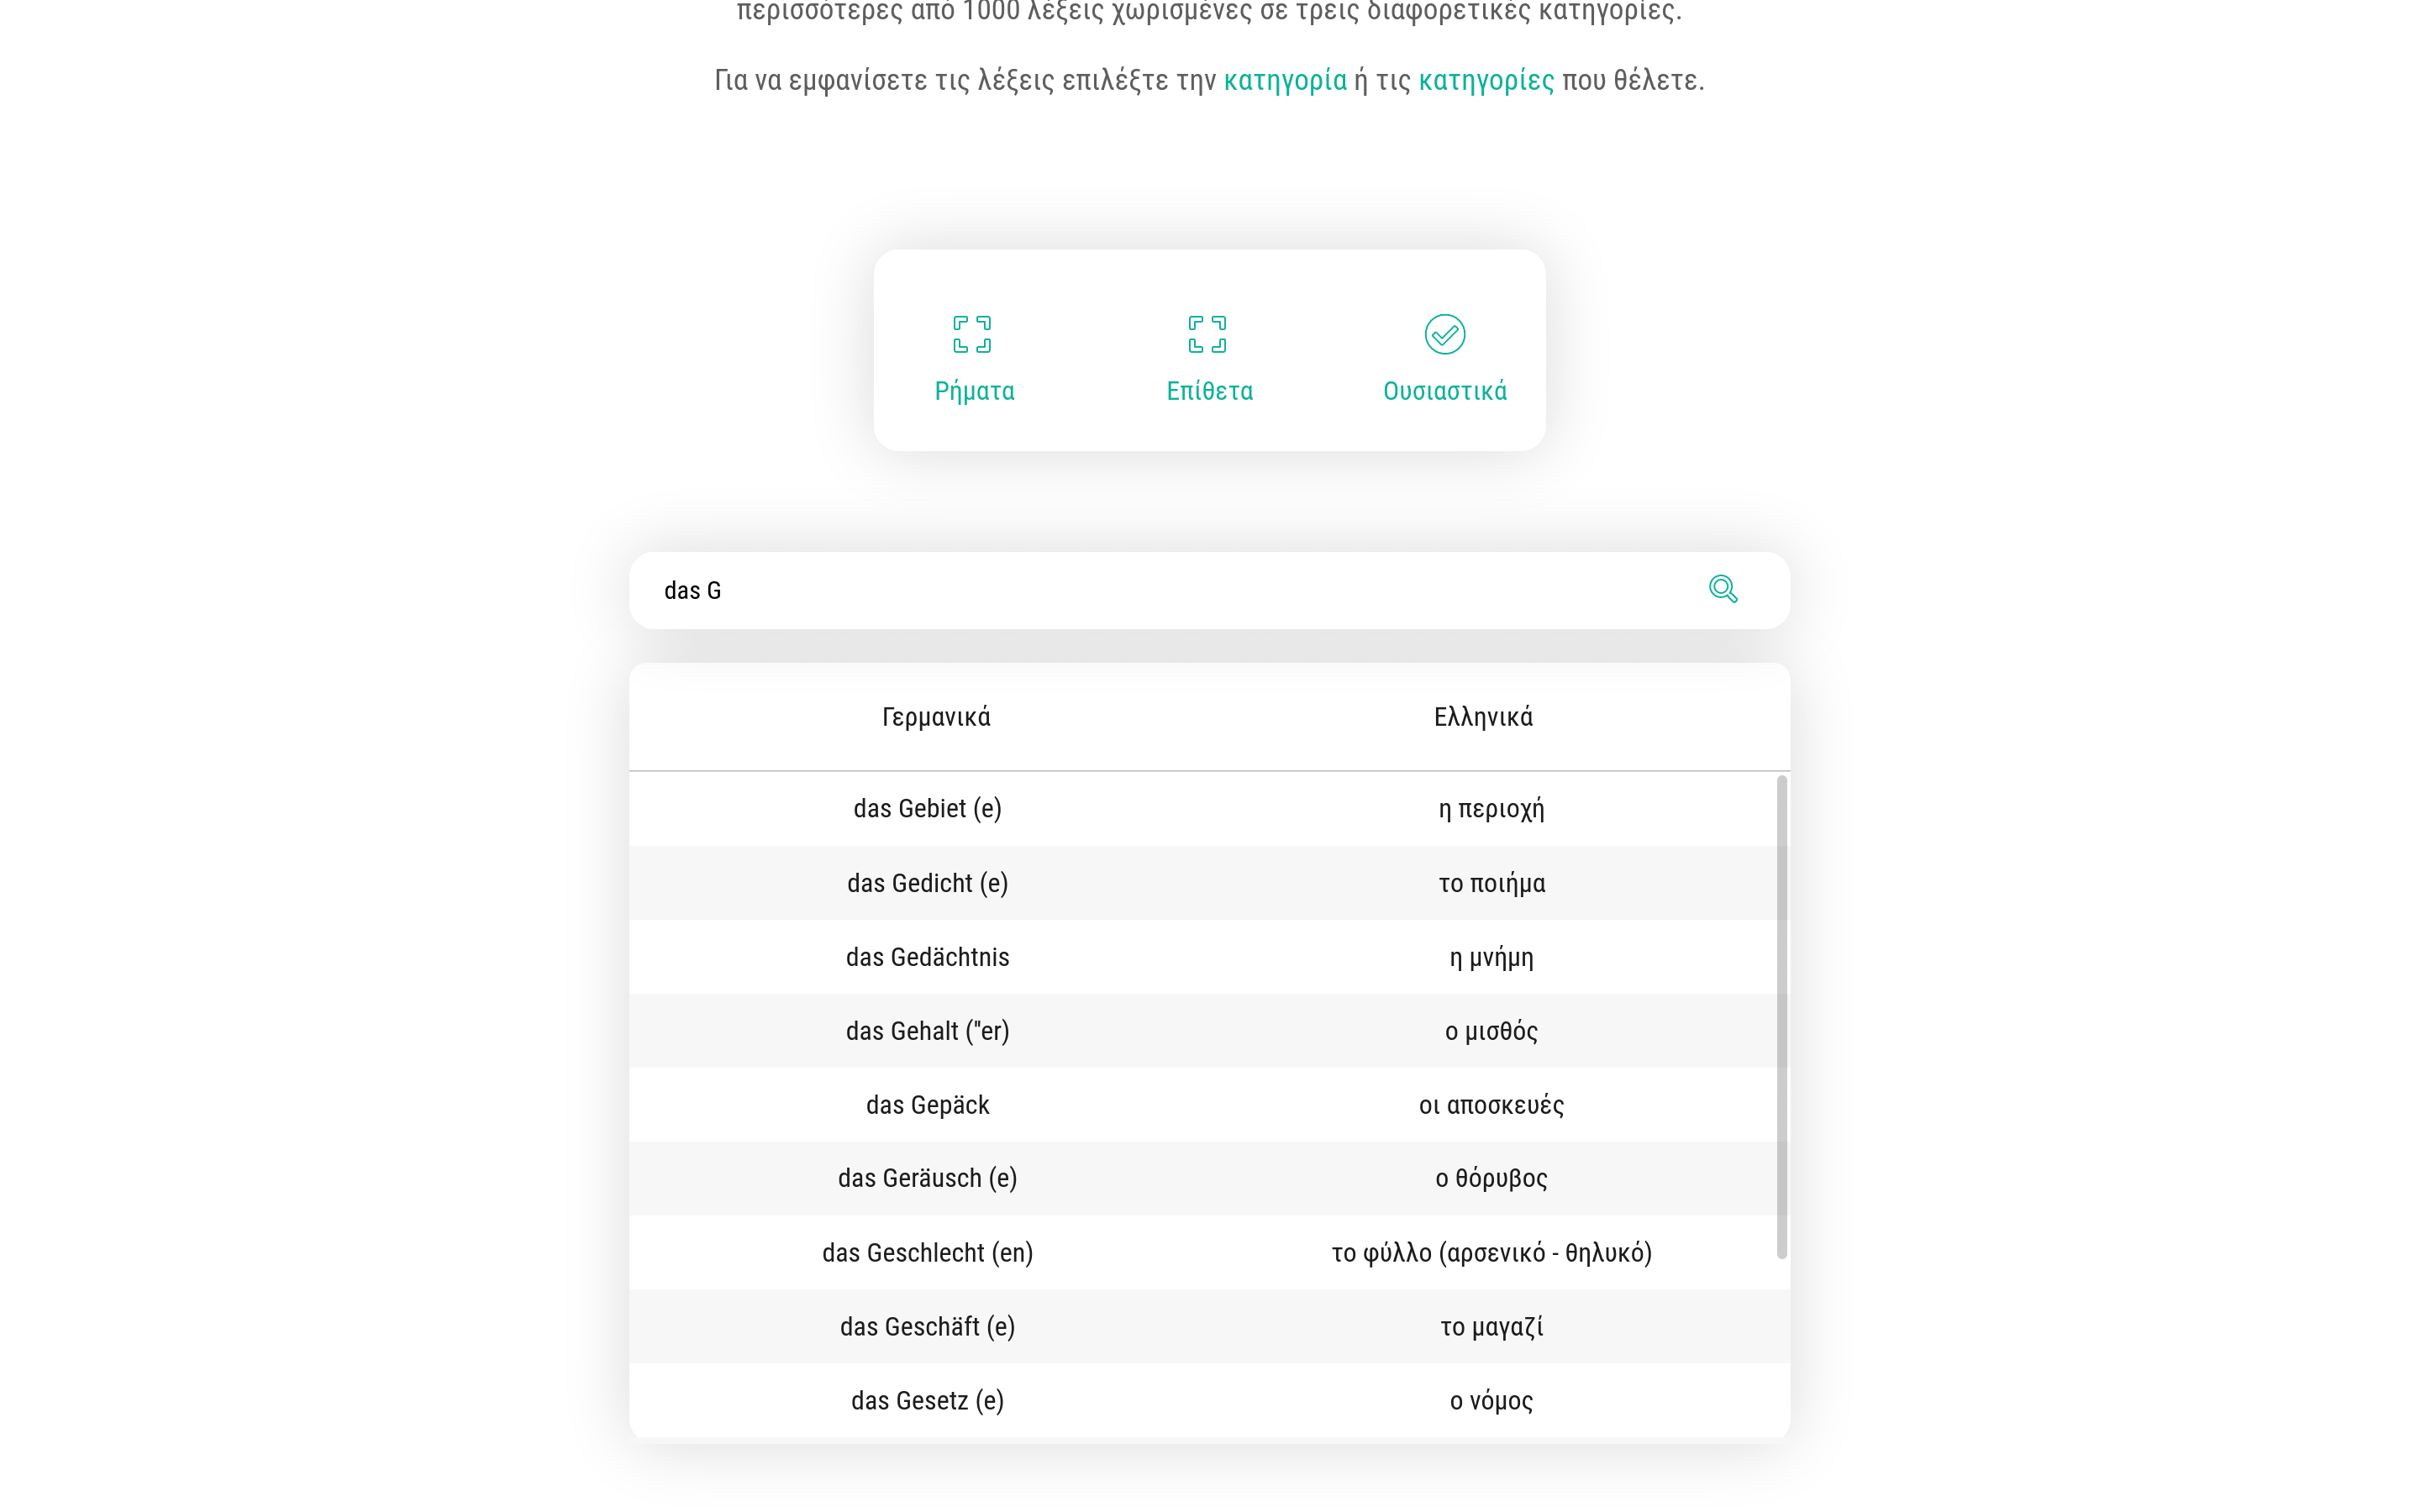 περισσότερες από 1000 λέξεις χωρισμένες σε τρεις διαφορετικές κατηγορίες.
Για να εμφανίσετε τις λέξεις επιλέξτε την κατηγορία ή τις κατηγορίες που θέλετε.
Ρήματα Επίθετα Ουσιαστικά
das G
Γερμανικά Ελληνικά
das Gebiet (e) η περιοχή
das Gedicht (e) το ποιήμα
das Gedächtnis η μνήμη
das Gehalt ("er) ο μισθός
das Gepäck οι αποσκευές
das Geräusch (e) ο θόρυβος
das Geschlecht (en) το φύλλο (αρσενικό - θηλυκό)
das Geschäft (e) το μαγαζί
das Gesetz (e) ο νόμος